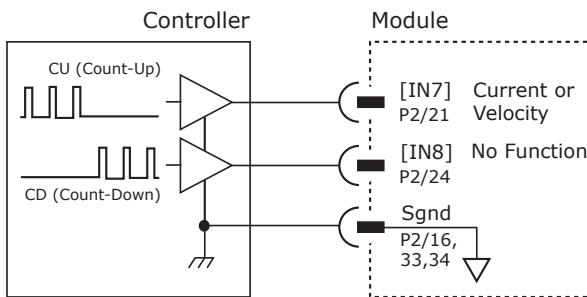 Controller
Module
CU (Count-Up)
[IN7] Current or
P2/21 Velocity
[IN8] No Function
P2/24
CD (Count-Down)
Sgnd
P2/16,
33,34